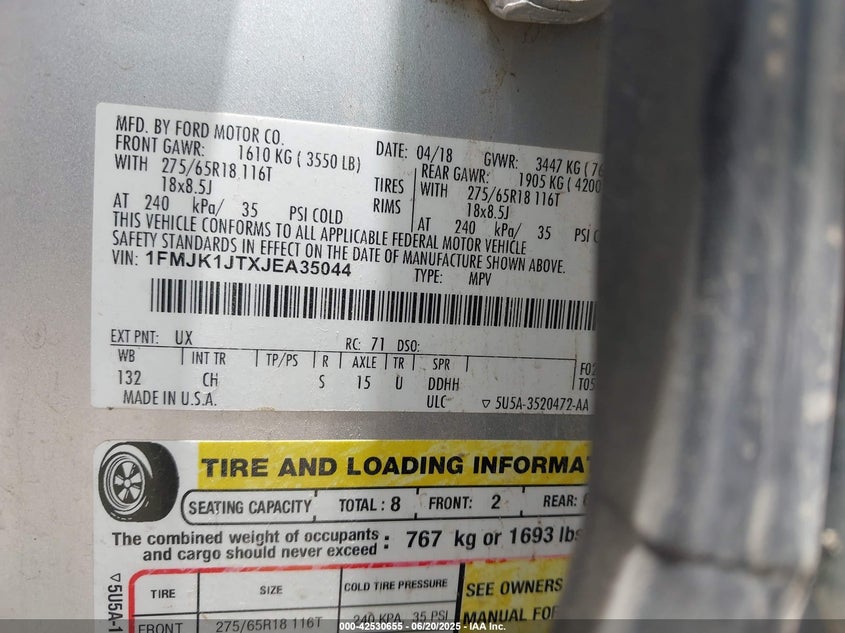 MFD. BY FORD MOTOR CO.
DATE: 04/18 GVWR: 3447 KG
FRONT GAWR: 1610 KG ( 3550 LB)
REAR GAWR: 1905 KG ( 4200
WITH 275/65R18 116T TIRES WITH 275/65R18 116T
18x8.5J RIMS 18x8.5J
AT 240 kPa/ 35 PSI COLD AT 240 kPa/ 35 PSI
THIS VEHICLE CONFORMS TO ALL APPLICABLE FEDERAL MOTOR VEHICLE
SAFETY STANDARDS IN EFFECT ON THE DATE OF MANUFACTURE SHOWN ABOVE.
VIN: 1FMJK1JTXJEA35044
TYPE: MPV
EXT PNT: UX RC: 71 DSO:
WB INT TR TP/PS R AXLE TR SPR
132 CH S 15 U DDHH
MADE IN U.S.A. ULC ▽ 5U5A-3520472-AA
TIRE AND LOADING
SEATING CAPACITY TOTAL : 8 FRONT: 2 REAR:
The combined weight of occupants
and cargo should never exceed : 767 kg or 1693 lbs
TIRE SIZE COLD TIRE PRESSURE SEE OWNERS
MANUAL FOR
FRONT 275/65R18 116T 240 KPA, 35 PSI
000-42530655 — 06/20/2025 — IAA Inc.